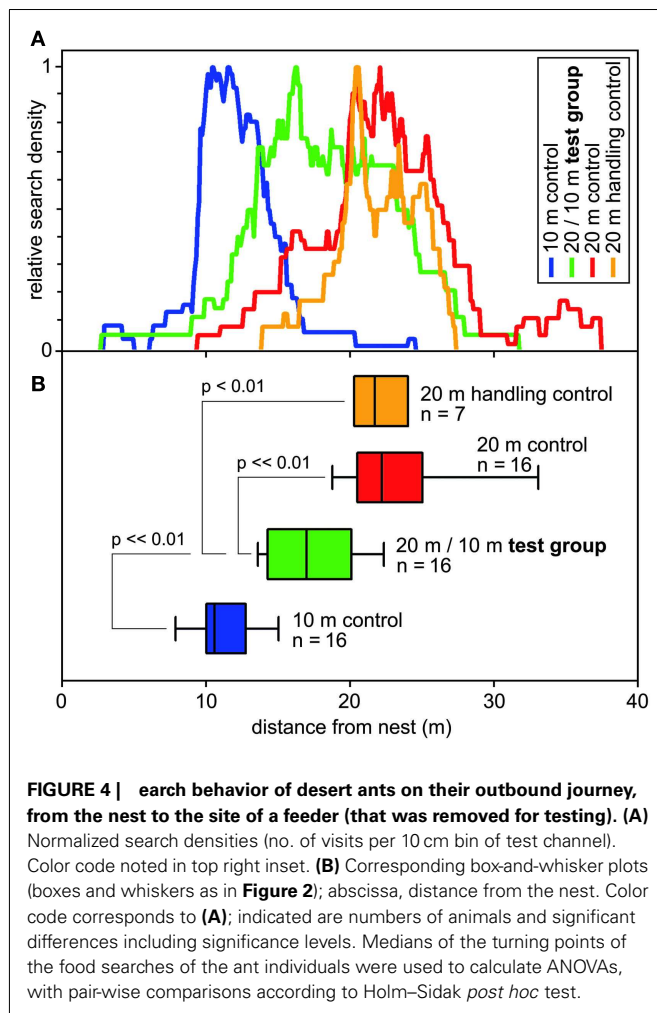 A
1
relative search density
0
10 m control
20 / 10 m test group
20 m control
20 m handling control
B
p < 0.01
20 m handling control
n = 7
p << 0.01
20 m control
n = 16
p << 0.01
20 m / 10 m test group
n = 16
10 m control
n = 16
0 10 20 30 40
distance from nest (m)
FIGURE 4 | earch behavior of desert ants on their outbound journey,
from the nest to the site of a feeder (that was removed for testing). (A)
Normalized search densities (no. of visits per 10 cm bin of test channel).
Color code noted in top right inset. (B) Corresponding box-and-whisker plots
(boxes and whiskers as in Figure 2); abscissa, distance from the nest. Color
code corresponds to (A); indicated are numbers of animals and significant
differences including significance levels. Medians of the turning points of
the food searches of the ant individuals were used to calculate ANOVAs,
with pair-wise comparisons according to Holm–Sidak post hoc test.